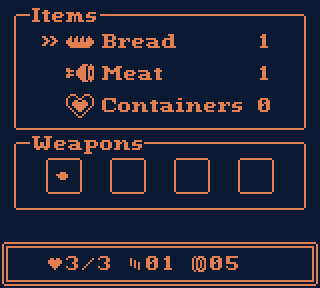 Items
Bread 1
Meat 1
Containers 0
Weapons
3/3 01 05